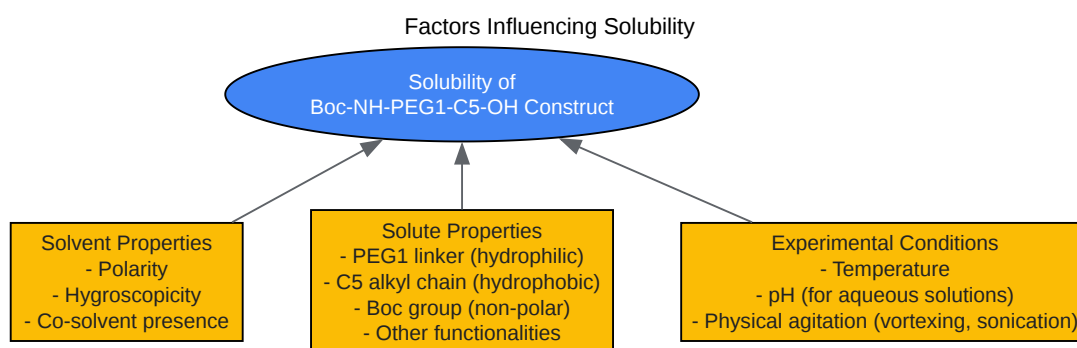 Factors Influencing Solubility
Solubility of
Boc-NH-PEG1-C5-OH Construct
Solvent Properties
- Polarity
- Hygroscopicity
- Co-solvent presence
Solute Properties
- PEG1 linker (hydrophilic)
- C5 alkyl chain (hydrophobic)
- Boc group (non-polar)
- Other functionalities
Experimental Conditions
- Temperature
- pH (for aqueous solutions)
- Physical agitation (vortexing, sonication)